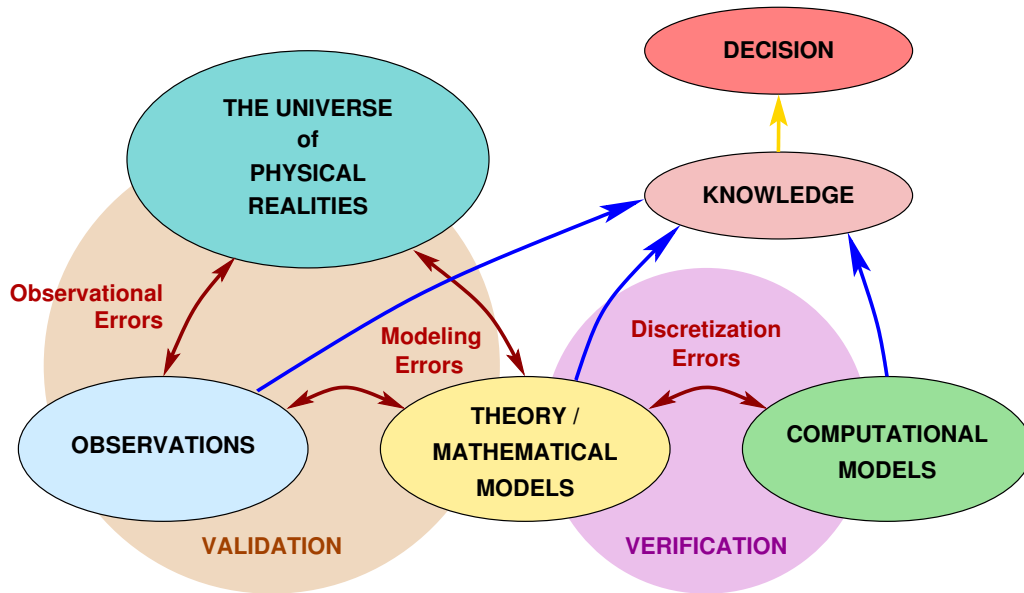 DECISION
THE UNIVERSE
of
PHYSICAL
REALITIES
KNOWLEDGE
Observational
Errors
Modeling
Errors
Discretization
Errors
OBSERVATIONS
THEORY /
MATHEMATICAL
MODELS
COMPUTATIONAL
MODELS
VALIDATION
VERIFICATION